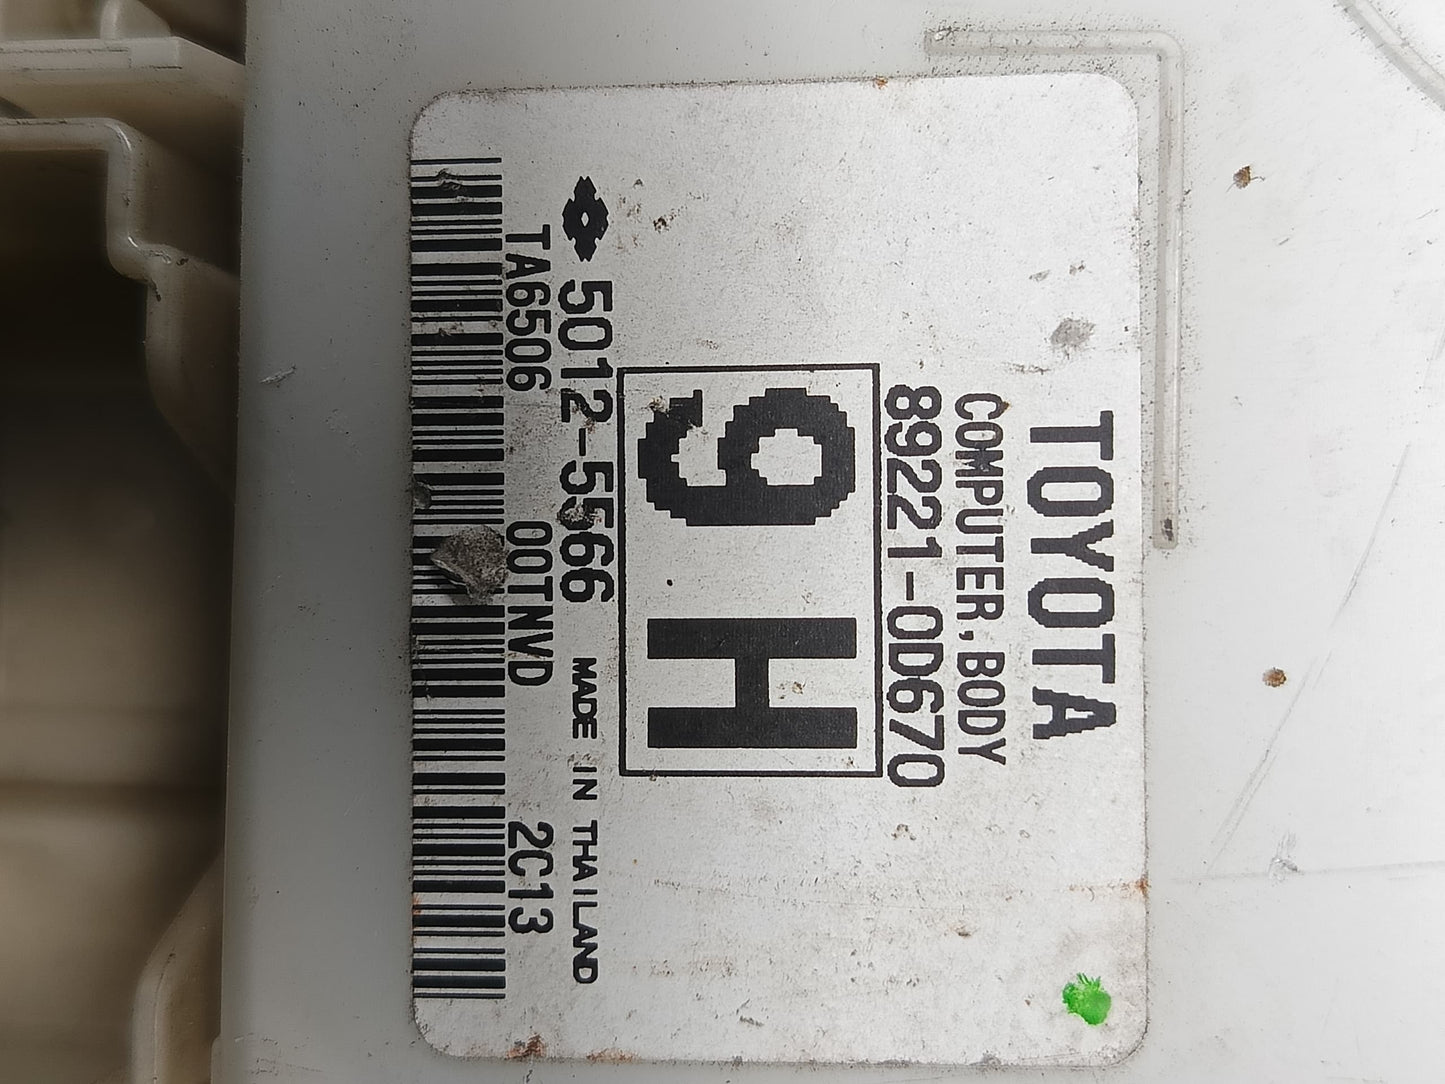 TOYOTA
COMPUTER, BODY
89221-0D670
9H
5012-5566 MADE IN THAILAND
TA6506 00TNVD 2C13